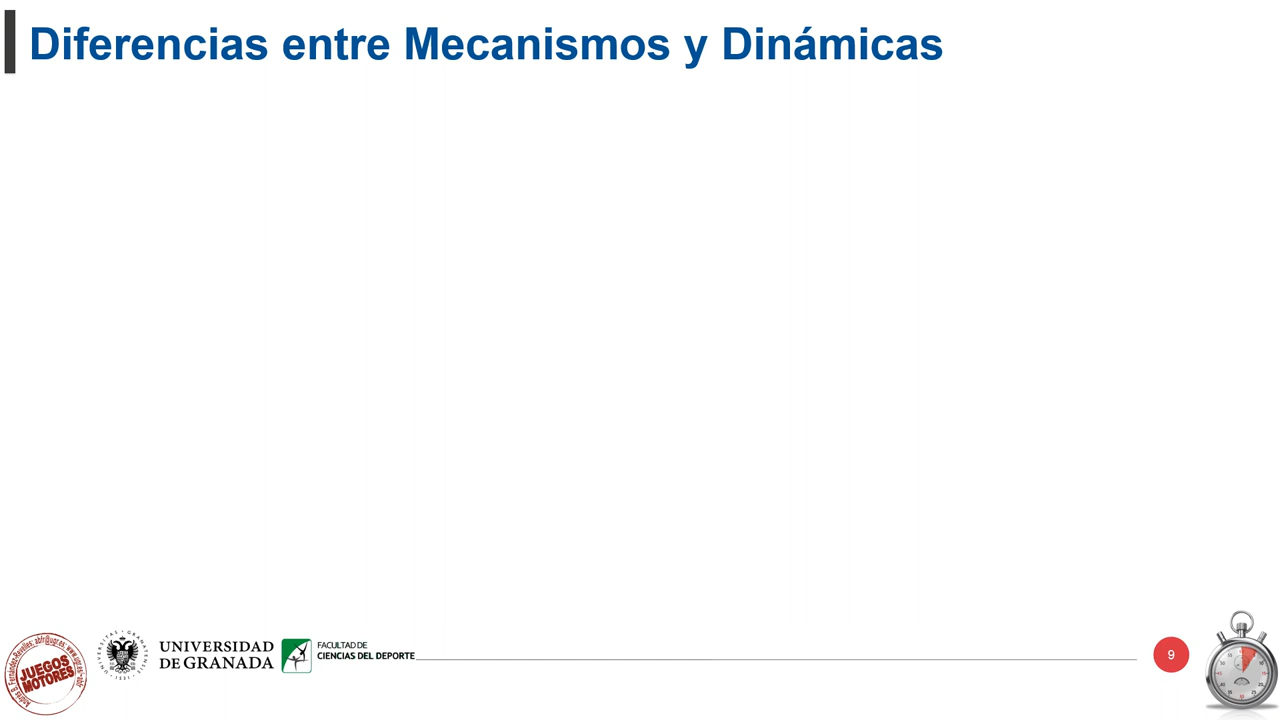 Diferencias entre Mecanismos y Dinámicas
UNIVERSIDAD
DE GRANADA
FACULTAD DE
CIENCIAS DEL DEPORTE
9
JUEGOS
MOTORES